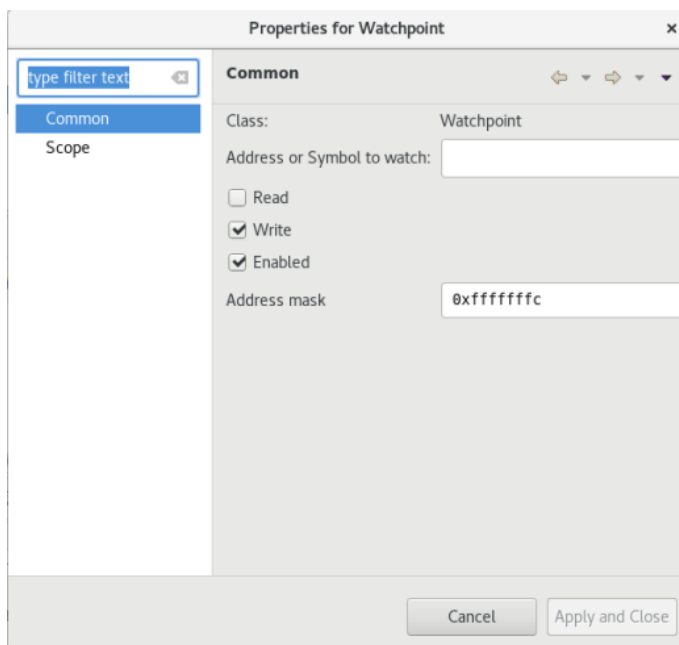 Properties for Watchpoint
type filter text
Common
Scope
Common
Class: Watchpoint
Address or Symbol to watch:
Read
Write
Enabled
Address mask 0xfffffffc
Cancel Apply and Close